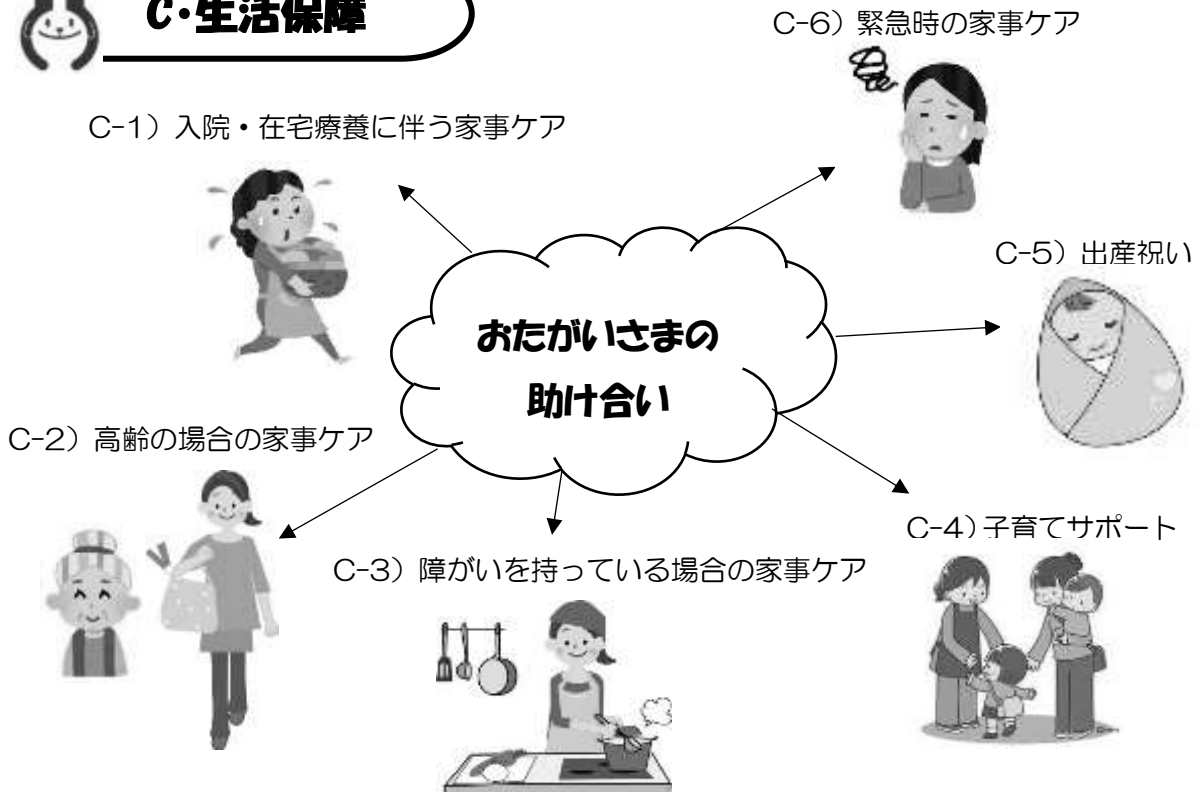 C・生活保障
C-6）緊急時の家事ケア
C-1）入院・在宅療養に伴う家事ケア
C-5）出産祝い
おたがいさまの
助け合い
C-2）高齢の場合の家事ケア
C-4）子育てサポート
C-3）障がいを持っている場合の家事ケア